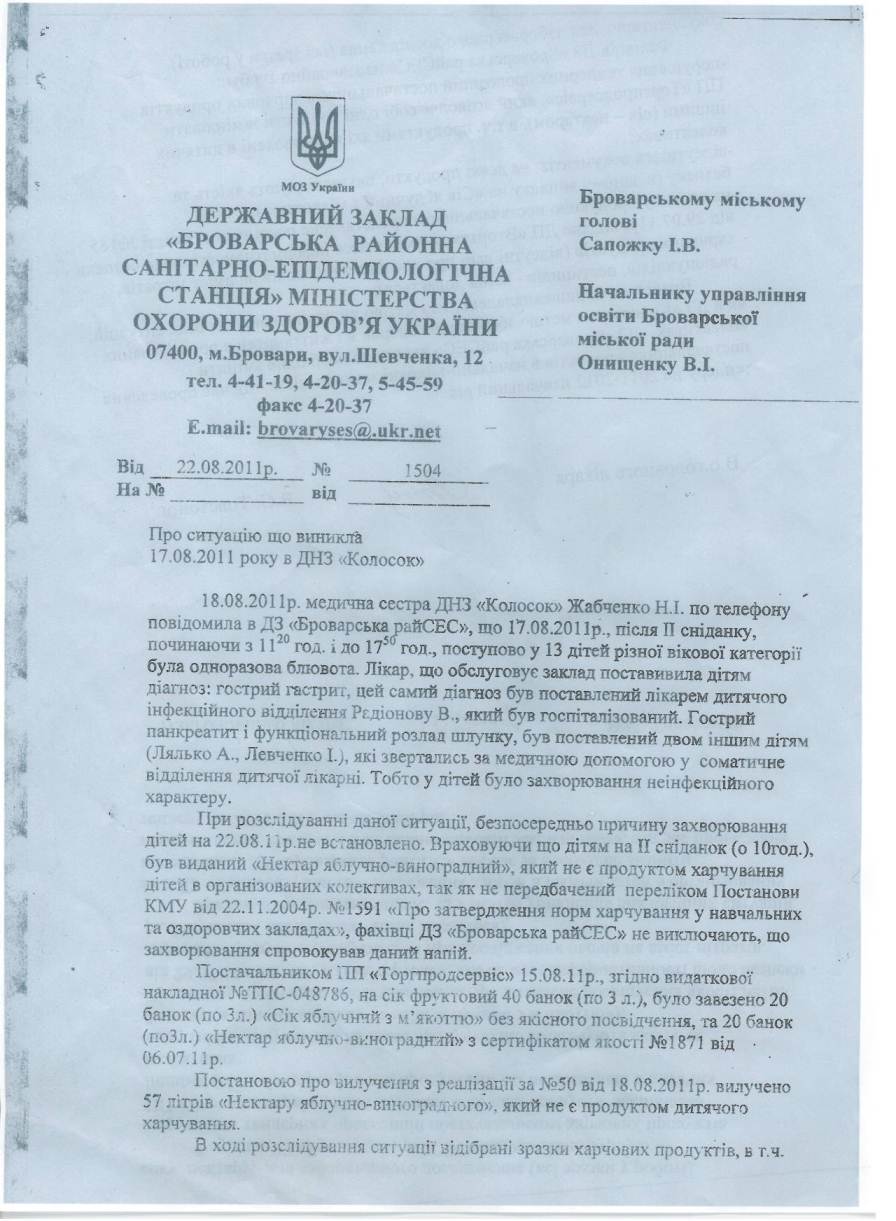 МОЗ України
ДЕРЖАВНИЙ ЗАКЛАД
«БРОВАРСЬКА РАЙОННА
САНІТАРНО-ЕПІДЕМІОЛОГІЧНА
СТАНЦІЯ» МІНІСТЕРСТВА
ОХОРОНИ ЗДОРОВ’Я УКРАЇНИ
07400, м.Бровари, вул.Шевченка, 12
тел. 4-41-19, 4-20-37, 5-45-59
факс 4-20-37
E.mail: brovaryses@.ukr.net
Броварському міському
голові
Сапожку І.В.
Начальнику управління
освіти Броварської
міської ради
Онищенку В.І.
Від 22.08.2011р. № 1504
На № від
Про ситуацію що виникла
17.08.2011 року в ДНЗ «Колосок»
18.08.2011р. медична сестра ДНЗ «Колосок» Жабченко Н.І. по телефону
повідомила в ДЗ «Броварська райСЕС», що 17.08.2011р., після ІІ сніданку,
починаючи з 11²⁰ год. і до 17⁵⁰ год., поступово у 13 дітей різної вікової категорії
була одноразова блювота. Лікар, що обслуговує заклад поставивила дітям
діагноз: гострий гастрит, цей самий діагноз був поставлений лікарем дитячого
інфекційного відділення Редіонову В., який був госпіталізований. Гострий
панкреатит і функціональний розлад шлунку, був поставлений двом іншим дітям
(Лялько А., Левченко І.), які звертались за медичною допомогою у соматичне
відділення дитячої лікарні. Тобто у дітей було захворювання неінфекційного
характеру.
При розслідуванні даної ситуації, безпосередньо причину захворювання
дітей на 22.08.11р.не встановлено. Враховуючи що дітям на ІІ сніданок (о 10год.),
був виданий «Нектар яблучно-виноградний», який не є продуктом харчування
дітей в організованих колективах, так як не передбачений переліком Постанови
КМУ від 22.11.2004р. №1591 «Про затвердження норм харчування у навчальних
та оздоровчих закладах», фахівці ДЗ «Броварська райСЕС» не виключають, що
захворювання спровокував даний напій.
Постачальником ПП «Торгпродсервіс» 15.08.11р., згідно видаткової
накладної №ТПС-048786, на сік фруктовий 40 банок (по 3 л.), було завезено 20
банок (по 3л.) «Сік яблучний з м’якоттю» без якісного посвідчення, та 20 банок
(по3л.) «Нектар яблучно-виноградний» з сертифікатом якості №1871 від
06.07.11р.
Постановою про вилучення з реалізації за №50 від 18.08.2011р. вилучено
57 літрів «Нектару яблучно-виноградного», який не є продуктом дитячого
харчування.
В ході розслідування ситуації відібрані зразки харчових продуктів, в т.ч.